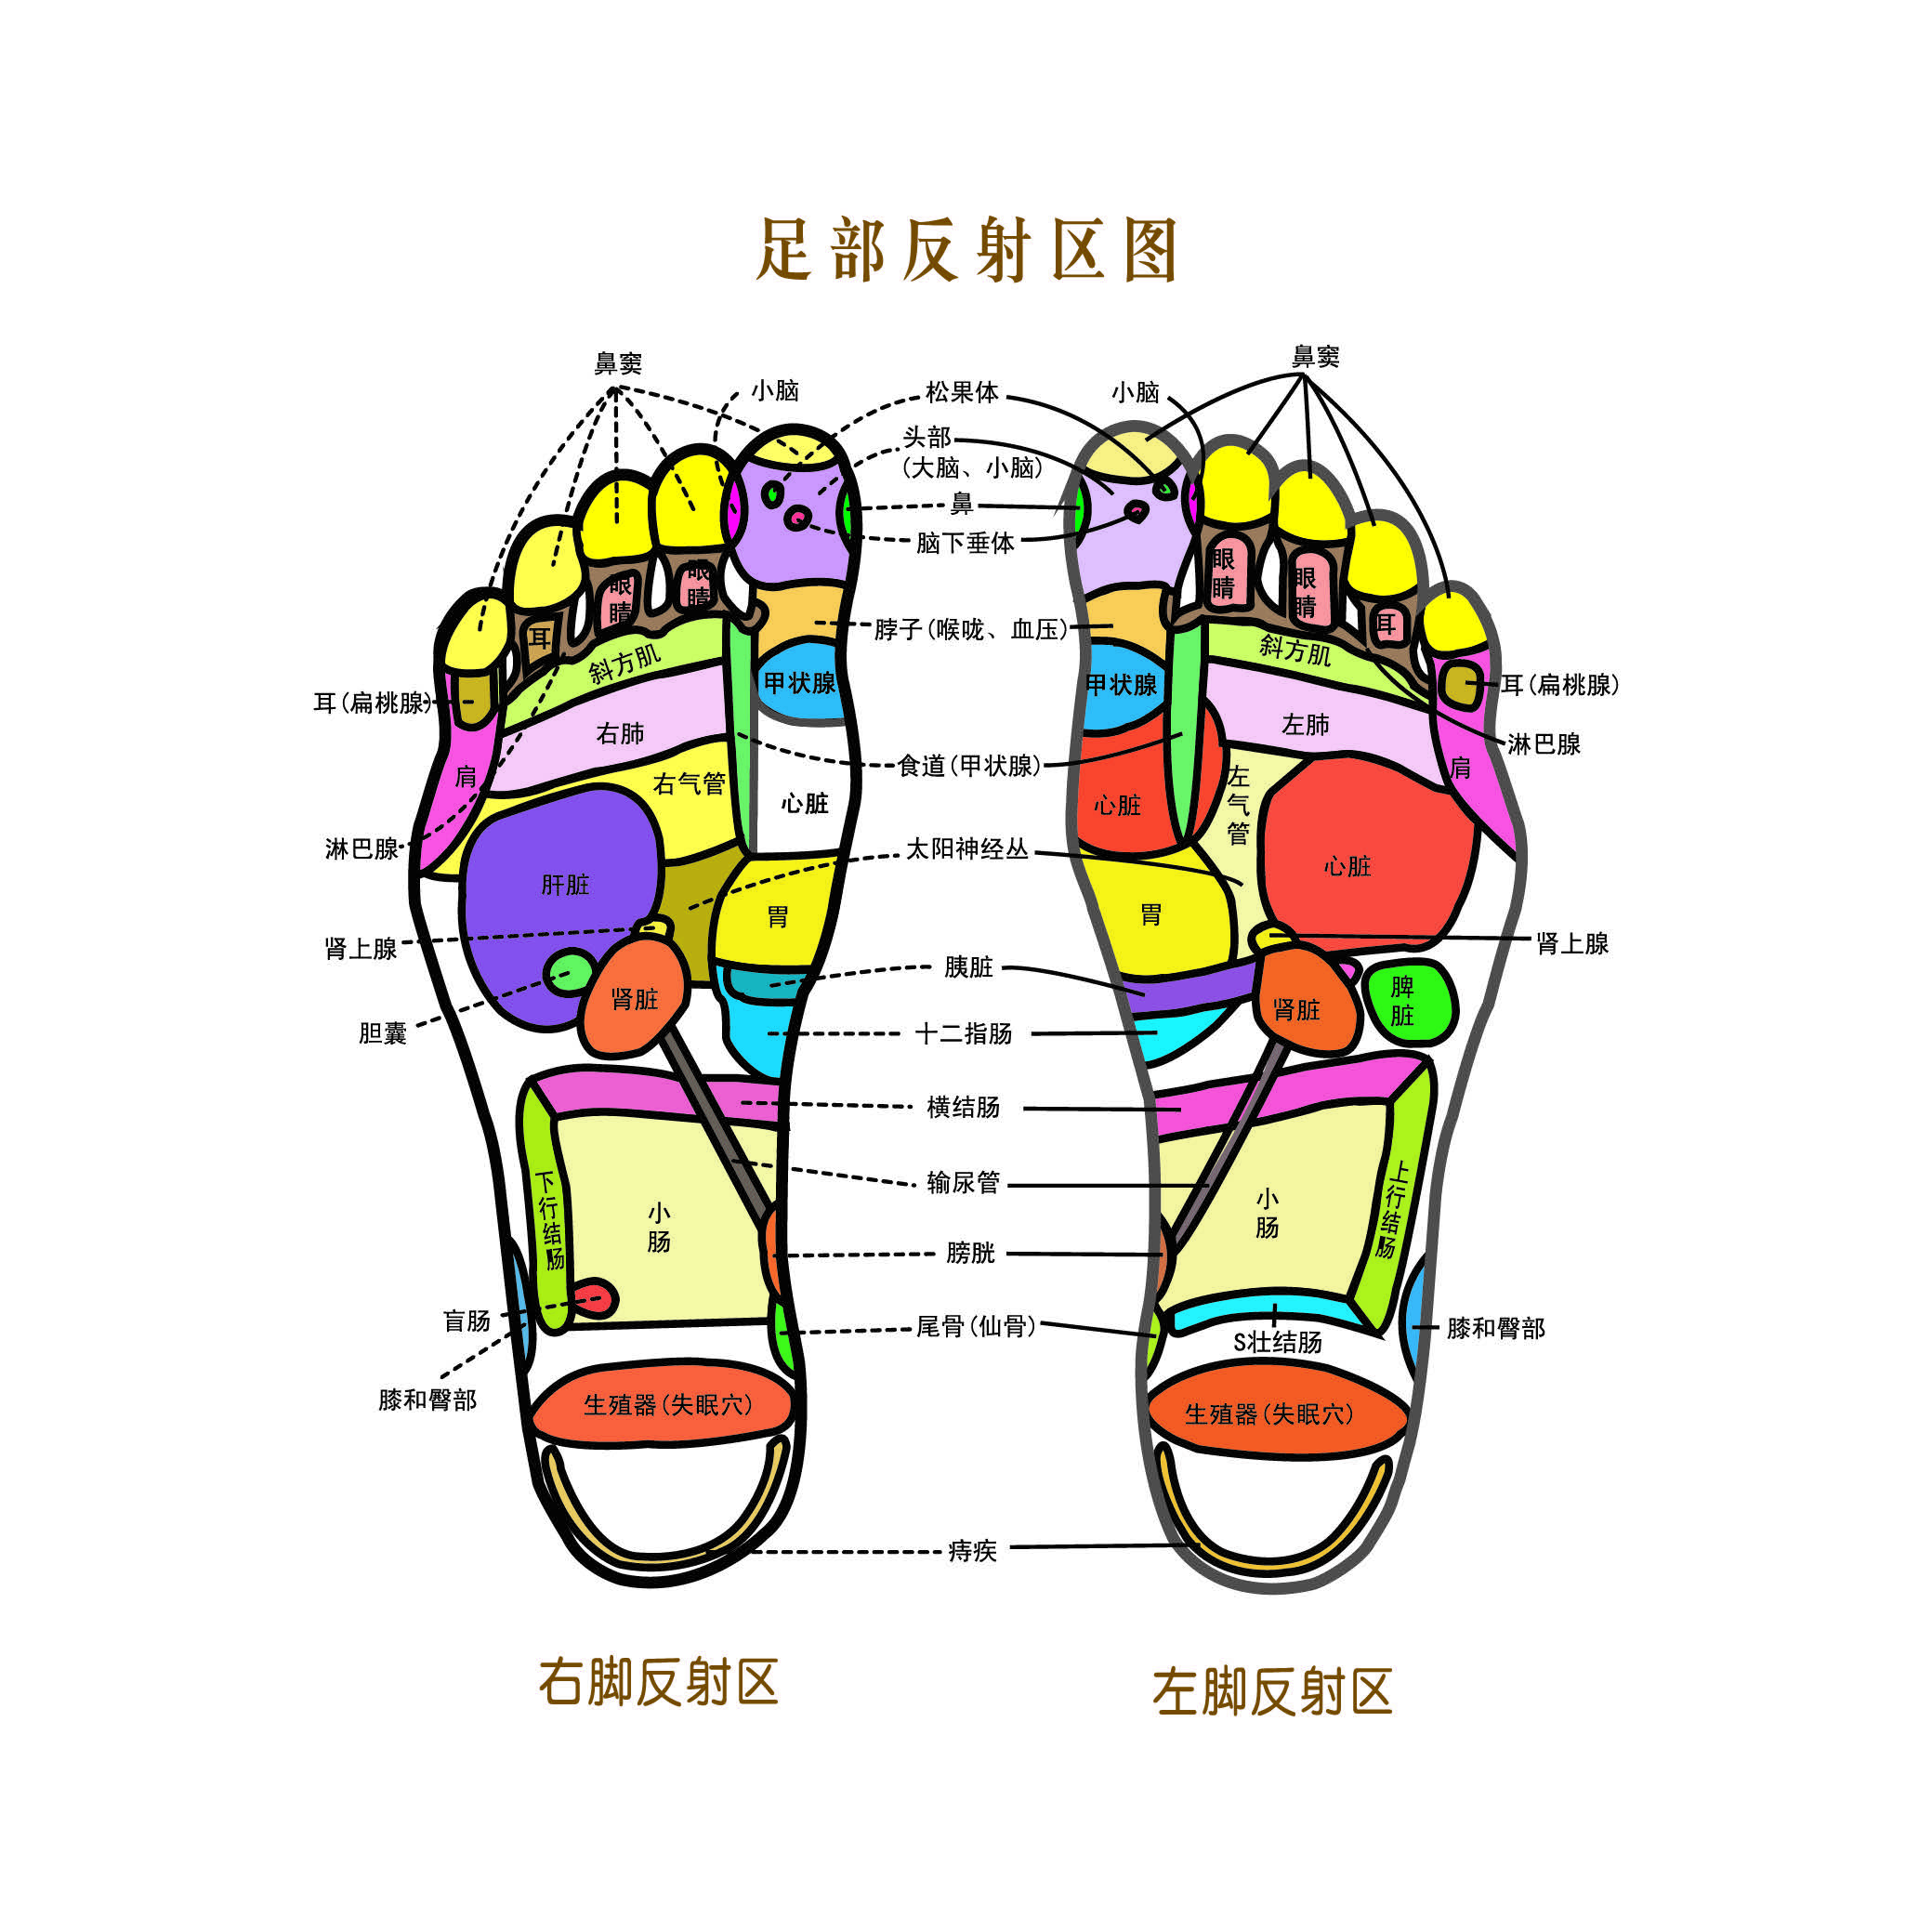 足部反射区图
鼻窦
鼻窦
小脑
松果体
小脑
头部
(大脑、小脑)
鼻
脑下垂体
眼
睛
眼
睛
眼
睛
眼
睛
耳
耳
脖子(喉咙、血压)
斜方肌
斜方肌
耳(扁桃腺)
甲状腺
甲状腺
耳(扁桃腺)
右肺
左肺
淋巴腺
肩
右气管
食道(甲状腺)
左
气
管
肩
心脏
心脏
淋巴腺
太阳神经丛
肝脏
心脏
胃
胃
肾上腺
肾上腺
胰脏
肾脏
肾脏
脾
脏
胆囊
十二指肠
横结肠
下行结肠
输尿管
上行结肠
小
肠
小
肠
膀胱
盲肠
尾骨(仙骨)
S壮结肠
膝和臀部
膝和臀部
生殖器(失眠穴)
生殖器(失眠穴)
痔疾
右脚反射区
左脚反射区